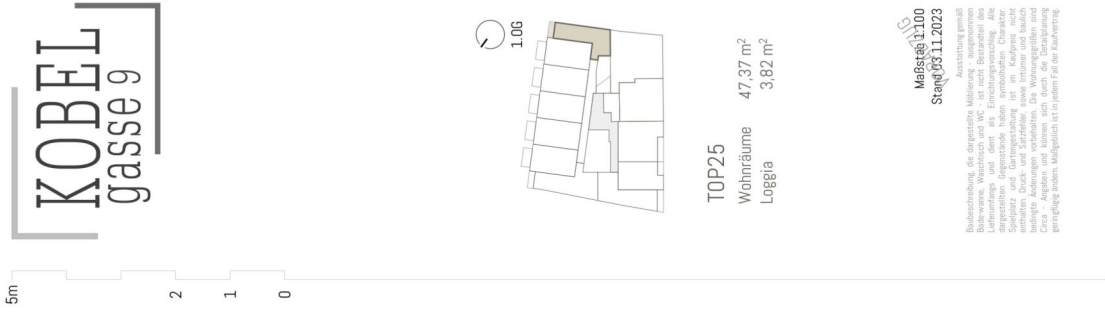 KOBEL
gasse 9
1.OG
TOP25
Wohnräume 47,37 m²
Loggia 3,82 m²
Maßstab 1:100
Stand 03.11.2023
Ausstattung gemäß
Baubeschreibung, die dargestellte Möblierung - ausgenommen
Bade-wanne, Waschtisch und WC - ist nicht Bestandteil des
Lieferumfangs und dient als Einrichtungsvorschlag. Alle
dargestellten Gegenstände haben symbolhaften Charakter.
Spielplatz und Gartengestaltung ist im Kaufpreis nicht
enthalten. Druck- und Satzfehler, sowie Irrtümer und baulich
bedingte Änderungen vorbehalten. Die Wohnungsgrößen sind
Circa - Angaben und können sich durch die Detailplanung
geringfügig ändern. Maßgeblich ist in jedem Fall der Kaufvertrag.
5m 2 1 0